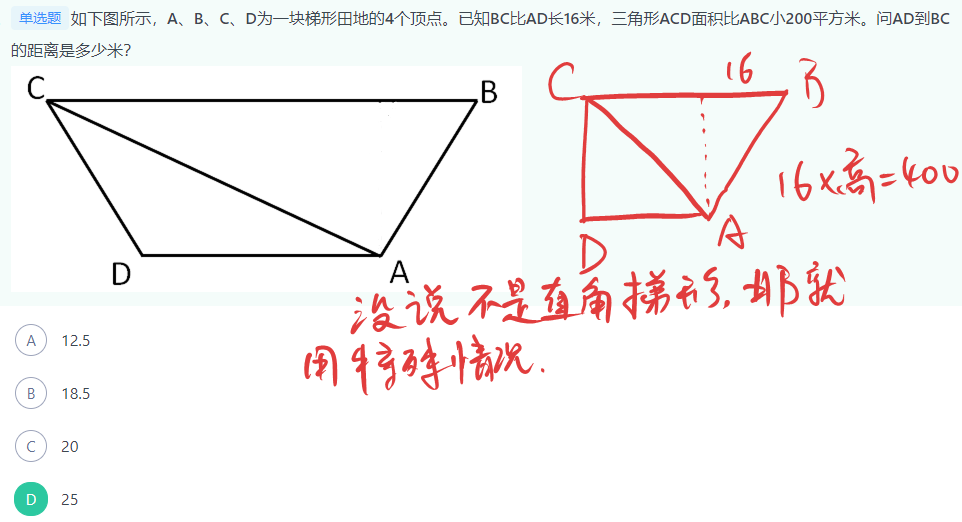 单选题 如下图所示，A、B、C、D为一块梯形田地的4个顶点。已知BC比AD长16米，三角形ACD面积比ABC小200平方米。问AD到BC
的距离是多少米？
C B
D A
C 16 B
16×高=400
D A
没说不是直角梯形，那就
用特殊情况.
A 12.5
B 18.5
C 20
D 25